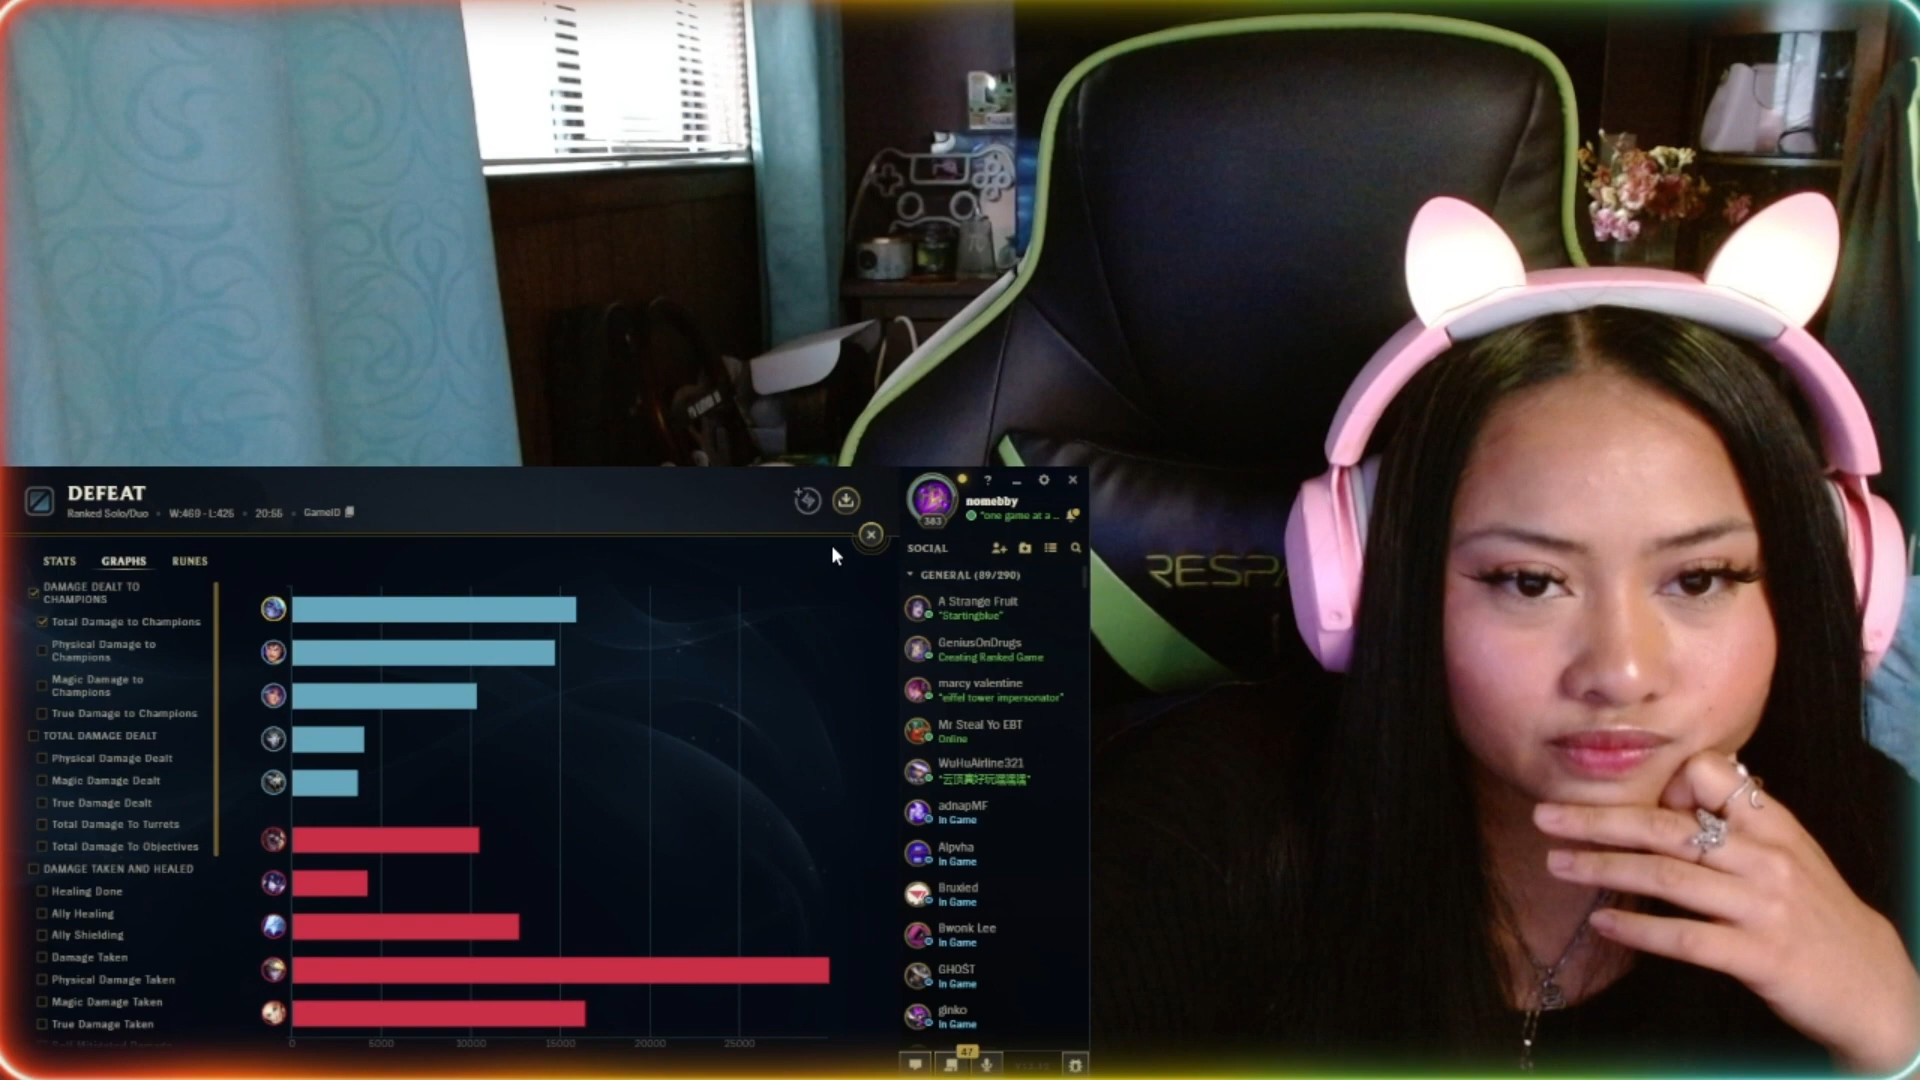 DEFEAT
Ranked Solo/Duo • W:469 - L:426 • 20:55 • GameID
STATS GRAPHS RUNES
DAMAGE DEALT TO
CHAMPIONS
Total Damage to Champions
Physical Damage to
Champions
Magic Damage to
Champions
True Damage to Champions
TOTAL DAMAGE DEALT
Physical Damage Dealt
Magic Damage Dealt
True Damage Dealt
Total Damage To Turrets
Total Damage To Objectives
DAMAGE TAKEN AND HEALED
Healing Done
Ally Healing
Ally Shielding
Damage Taken
Physical Damage Taken
Magic Damage Taken
True Damage Taken
0 5000 10000 15000 20000 25000
?
383
nomebby
"one game at a ...
SOCIAL
GENERAL (89/290)
A Strange Fruit
"Startingblue"
GeniusOnDrugs
Creating Ranked Game
marcy valentine
"eiffel tower impersonator"
Mr Steal Yo EBT
Online
WuHuAirline321
adnapMF
In Game
Alpvha
In Game
Bruxied
In Game
Bwonk Lee
In Game
GHOST
In Game
ginko
In Game
47
RESPA